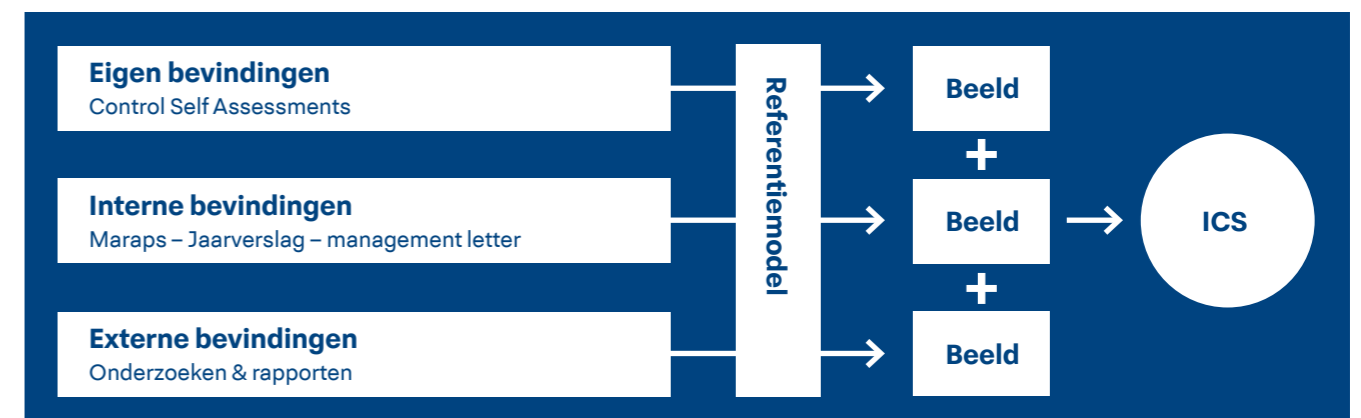 Eigen bevindingen
Control Self Assessments
Interne bevindingen
Maraps – Jaarverslag – management letter
Externe bevindingen
Onderzoeken & rapporten
Referentiemodel
Beeld
+
Beeld
+
Beeld
ICS